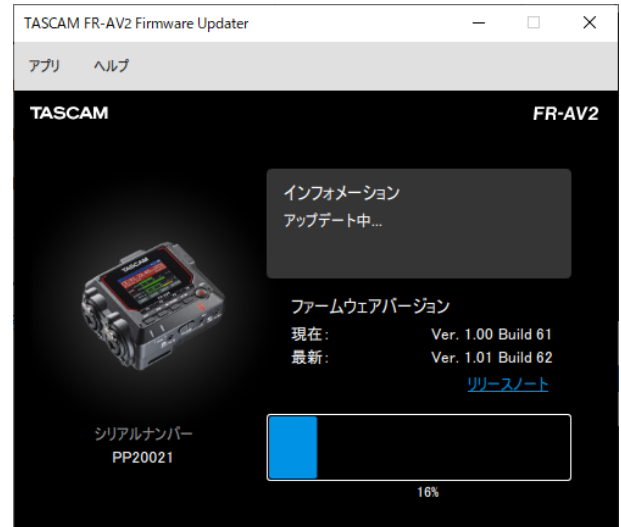 TASCAM FR-AV2 Firmware Updater
アプリ ヘルプ
TASCAM FR-AV2
インフォメーション
アップデート中...
ファームウェアバージョン
現在: Ver. 1.00 Build 61
最新: Ver. 1.01 Build 62
リリースノート
シリアルナンバー
PP20021
16%